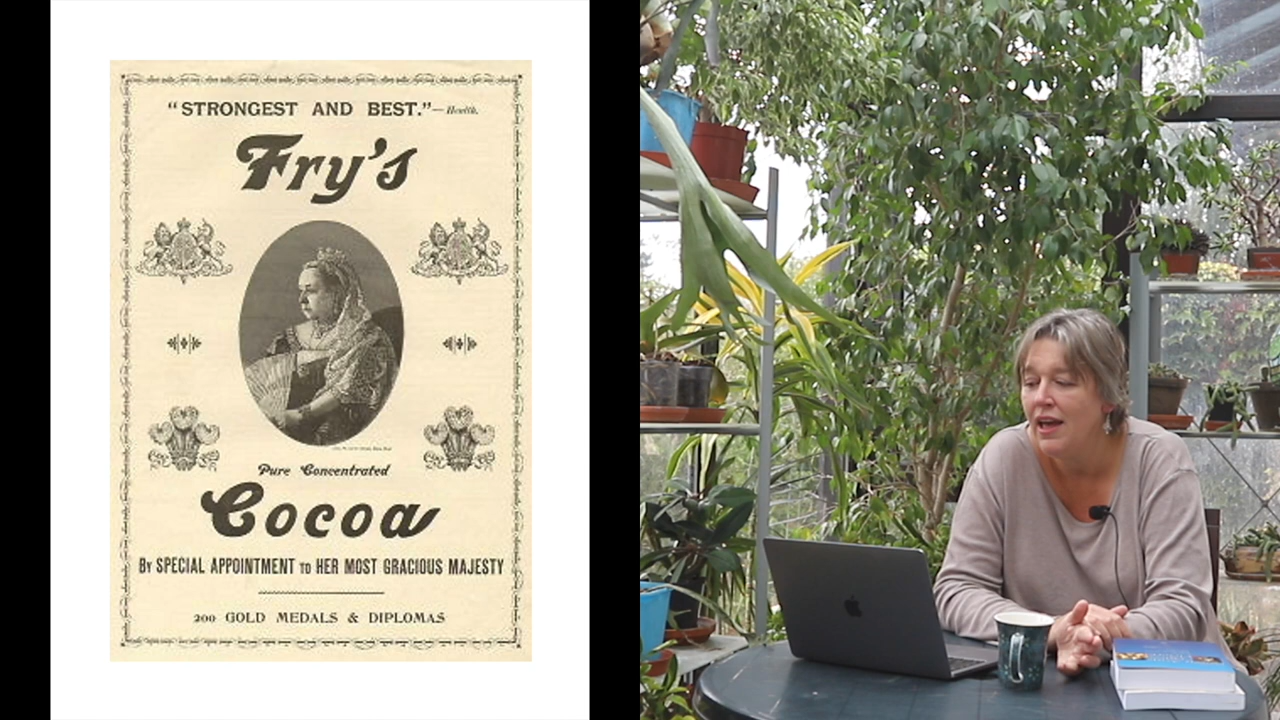 “STRONGEST AND BEST.”—Health.
Fry’s
Pure Concentrated
Cocoa
By SPECIAL APPOINTMENT TO HER MOST GRACIOUS MAJESTY
200 GOLD MEDALS & DIPLOMAS